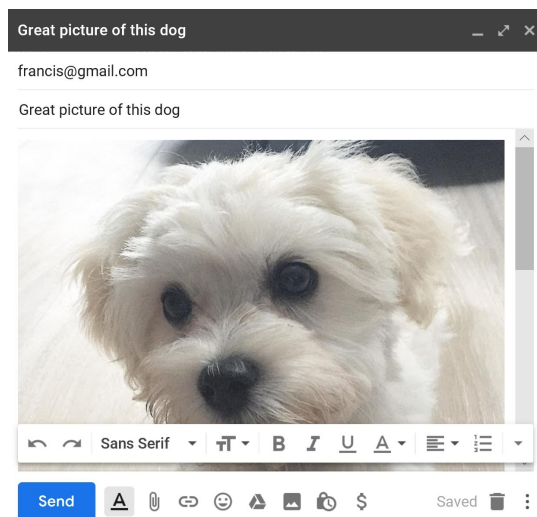 Great picture of this dog
francis@gmail.com
Great picture of this dog
Sans Serif
B I U A
Send A $ Saved